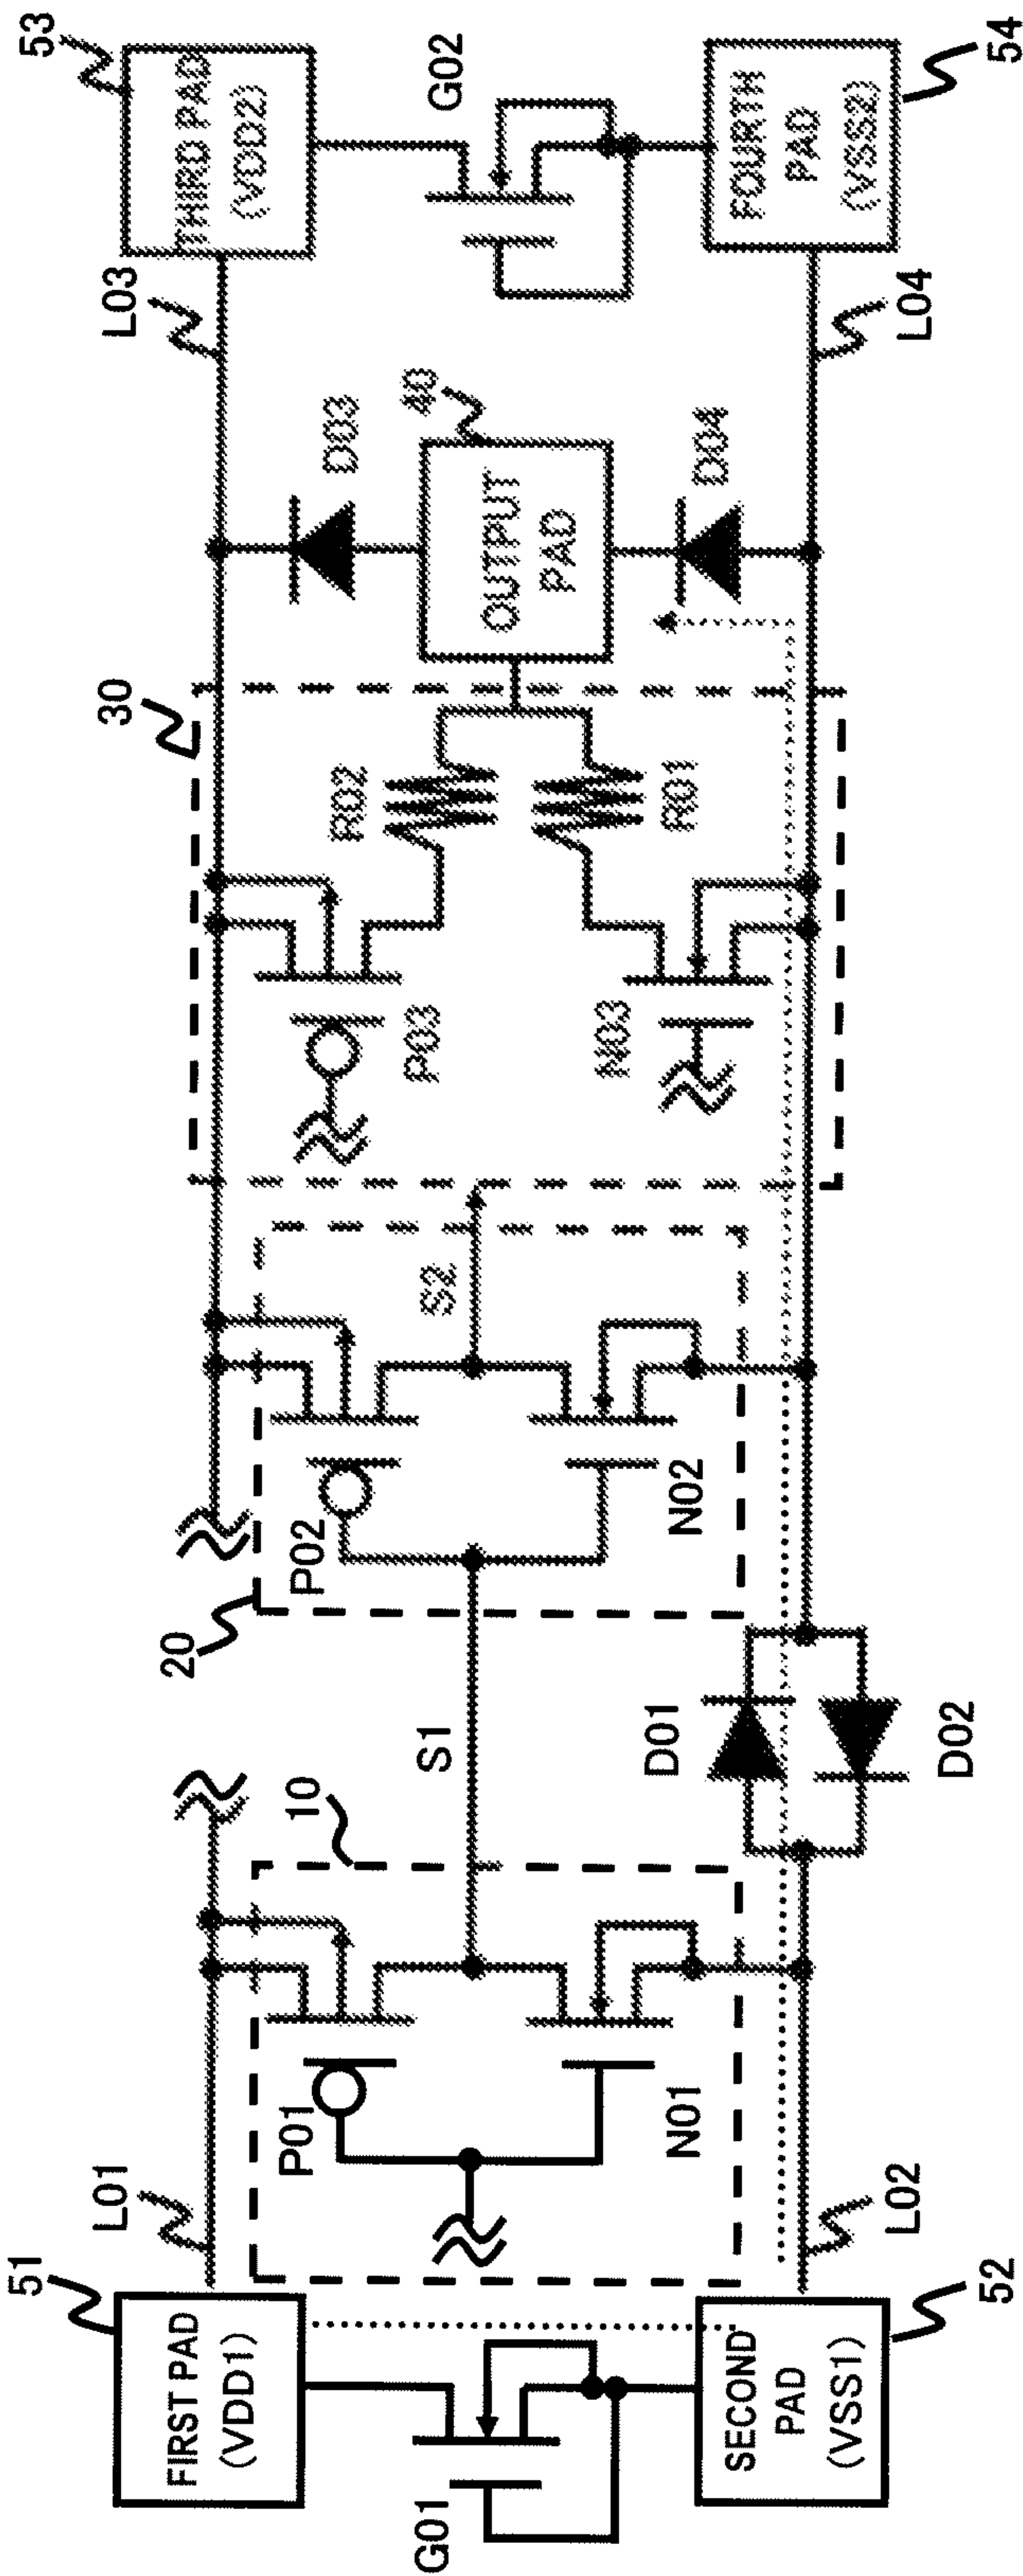 51
FIRST PAD
(VDD1)
L01
G01
P01
N01
10
S1
SECOND
PAD
(VSS1)
52
L02
20
P02
N02
S2
D01
D02
30
P03
N03
R02
R01
OUTPUT
PAD
40
D03
D04
L03
L04
THIRD PAD
(VDD2)
53
G02
FOURTH
PAD
(VSS2)
54